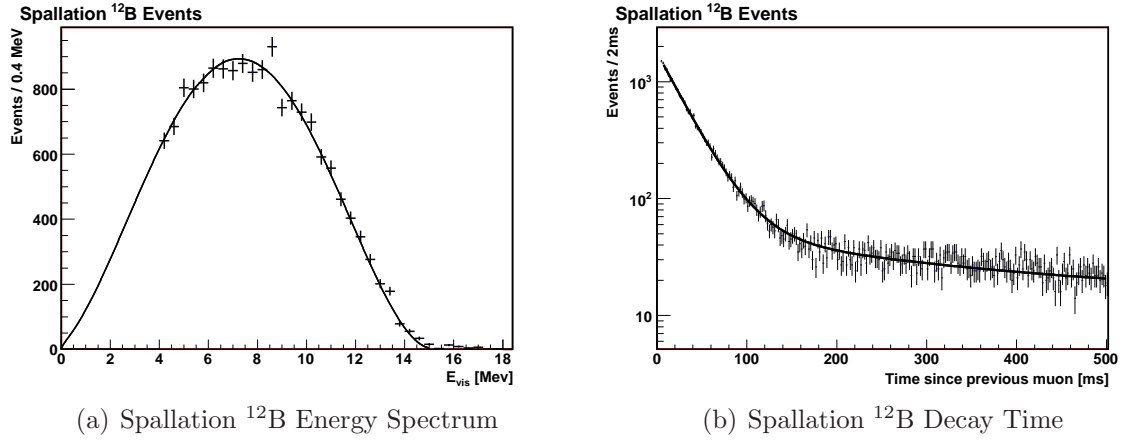 Spallation ¹²B Events
Events / 0.4 MeV
800
600
400
200
0
0 2 4 6 8 10 12 14 16 18
E_vis [Mev]
(a) Spallation ¹²B Energy Spectrum
Spallation ¹²B Events
Events / 2ms
10³
10²
10
0 100 200 300 400 500
Time since previous muon [ms]
(b) Spallation ¹²B Decay Time